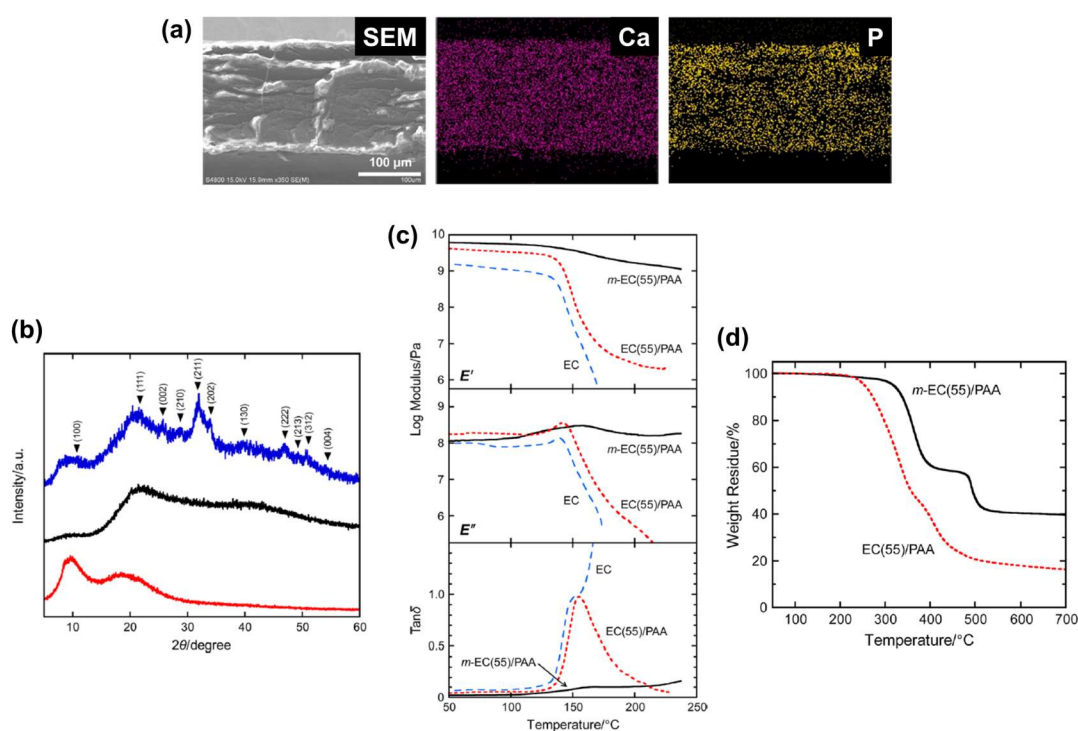 (a)
SEM
Ca
P
100 µm
S4800 15.0kV 15.9mm x350 SE(M)
100um
(b)
(100)
(111)
(002)
(210)
(211)
(202)
(130)
(222)
(213)
(312)
(004)
Intensity/a.u.
10
20
30
40
50
60
2θ/degree
(c)
10
9
8
7
6
m-EC(55)/PAA
EC(55)/PAA
EC
E'
Log Modulus/Pa
9
8
7
6
m-EC(55)/PAA
EC
EC(55)/PAA
E"
1.0
0.5
0
EC
EC(55)/PAA
m-EC(55)/PAA
Tanδ
50
100
150
200
250
Temperature/°C
(d)
100
80
60
40
20
0
m-EC(55)/PAA
EC(55)/PAA
Weight Residue/%
100
200
300
400
500
600
700
Temperature/°C